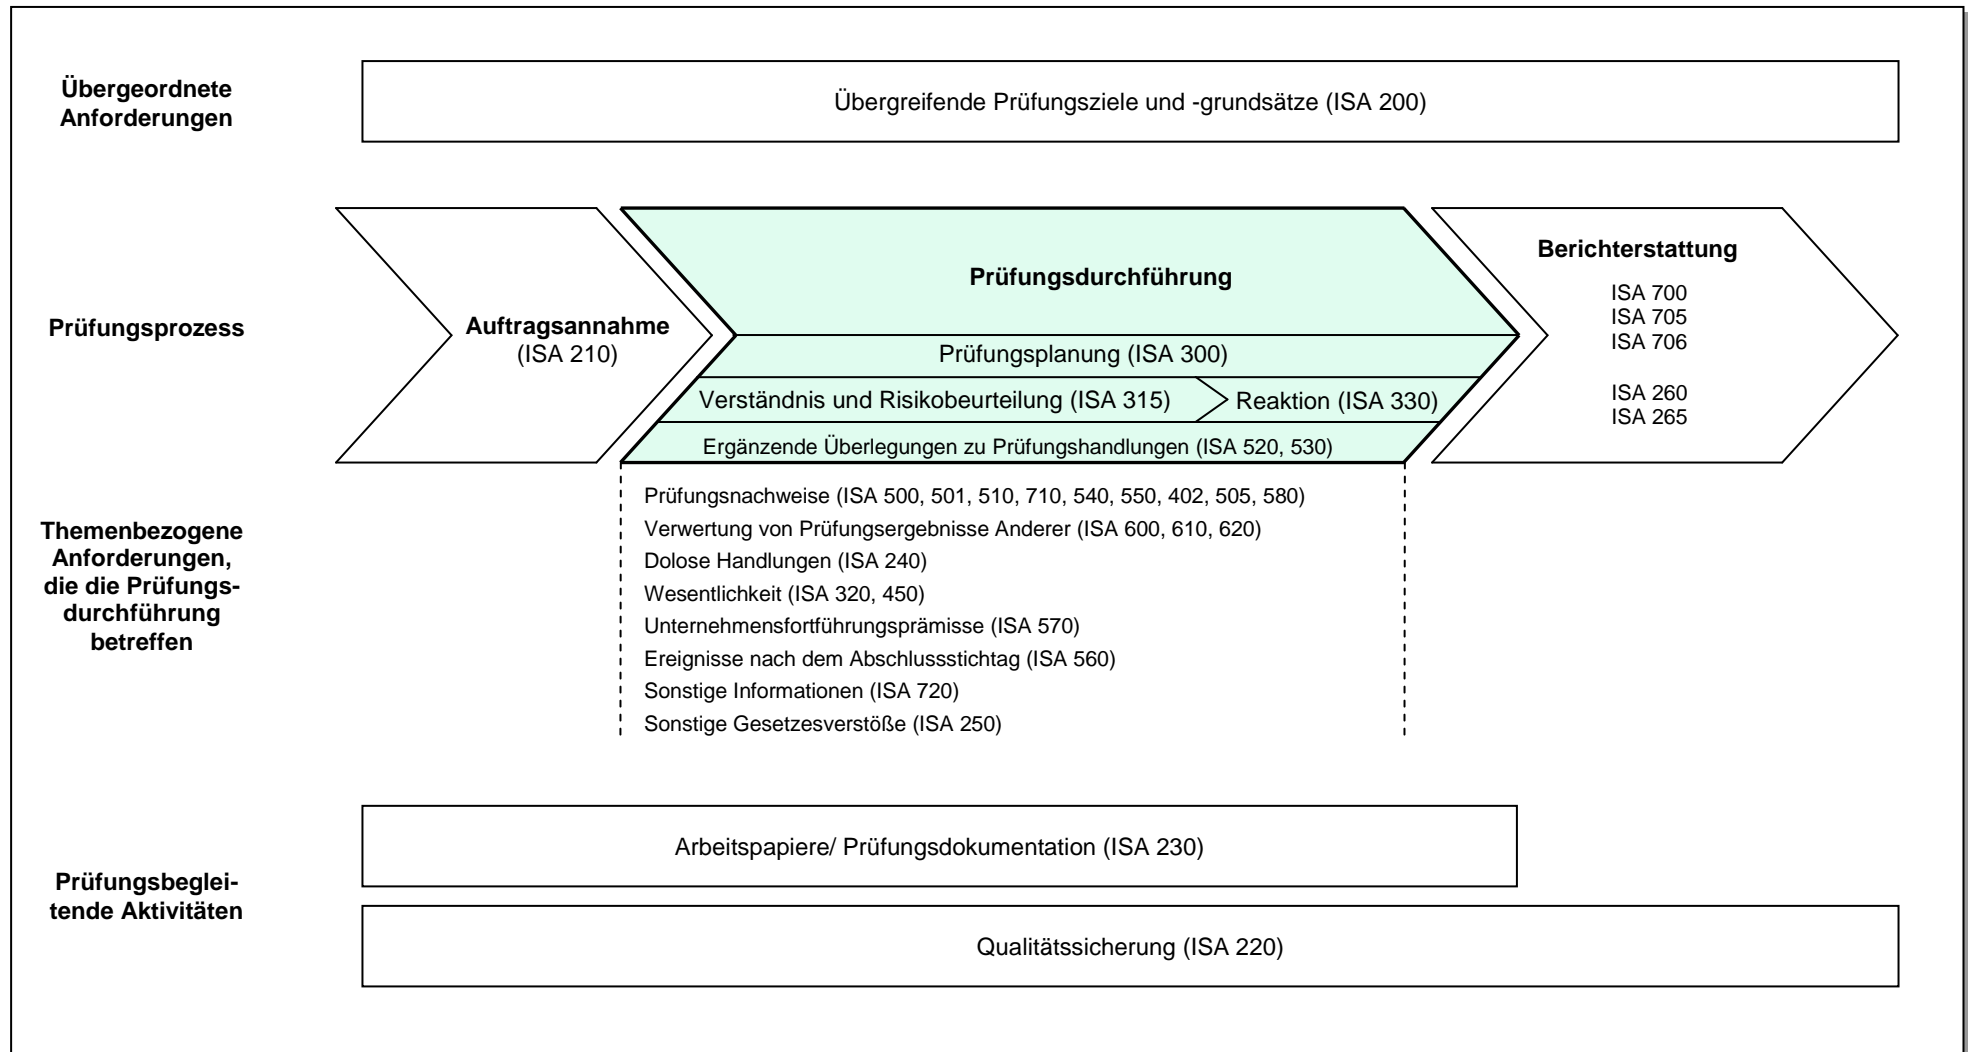 Übergeordnete
Anforderungen
Übergreifende Prüfungsziele und -grundsätze (ISA 200)
Prüfungsprozess
Auftragsannahme
(ISA 210)
Prüfungsdurchführung
Prüfungsplanung (ISA 300)
Verständnis und Risikobeurteilung (ISA 315)
Reaktion (ISA 330)
Ergänzende Überlegungen zu Prüfungshandlungen (ISA 520, 530)
Berichterstattung
ISA 700
ISA 705
ISA 706
ISA 260
ISA 265
Themenbezogene
Anforderungen,
die die Prüfungs-
durchführung
betreffen
Prüfungsnachweise (ISA 500, 501, 510, 710, 540, 550, 402, 505, 580)
Verwertung von Prüfungsergebnisse Anderer (ISA 600, 610, 620)
Dolose Handlungen (ISA 240)
Wesentlichkeit (ISA 320, 450)
Unternehmensfortführungsprämisse (ISA 570)
Ereignisse nach dem Abschlussstichtag (ISA 560)
Sonstige Informationen (ISA 720)
Sonstige Gesetzesverstöße (ISA 250)
Prüfungsbeglei-
tende Aktivitäten
Arbeitspapiere/ Prüfungsdokumentation (ISA 230)
Qualitätssicherung (ISA 220)